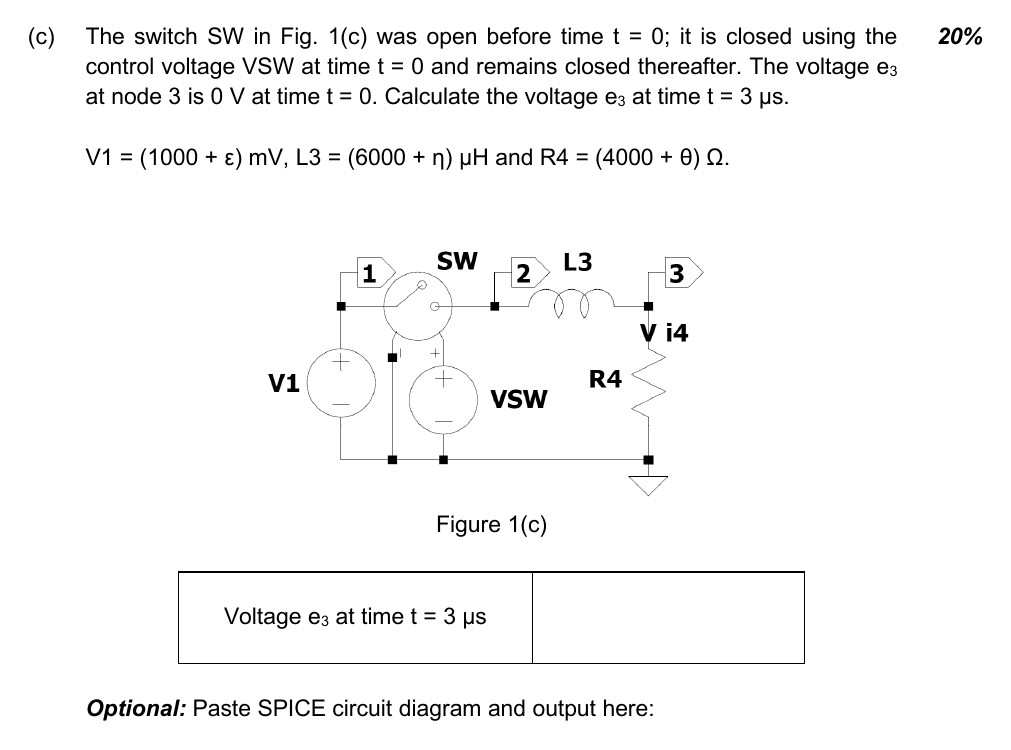 (c) The switch SW in Fig. 1(c) was open before time t = 0; it is closed using the 20%
control voltage VSW at time t = 0 and remains closed thereafter. The voltage e₃
at node 3 is 0 V at time t = 0. Calculate the voltage e₃ at time t = 3 µs.
V1 = (1000 + ε) mV, L3 = (6000 + η) µH and R4 = (4000 + θ) Ω.
1 SW 2 L3 3
V i4
V1 R4
VSW
Figure 1(c)
Voltage e₃ at time t = 3 µs
Optional: Paste SPICE circuit diagram and output here: